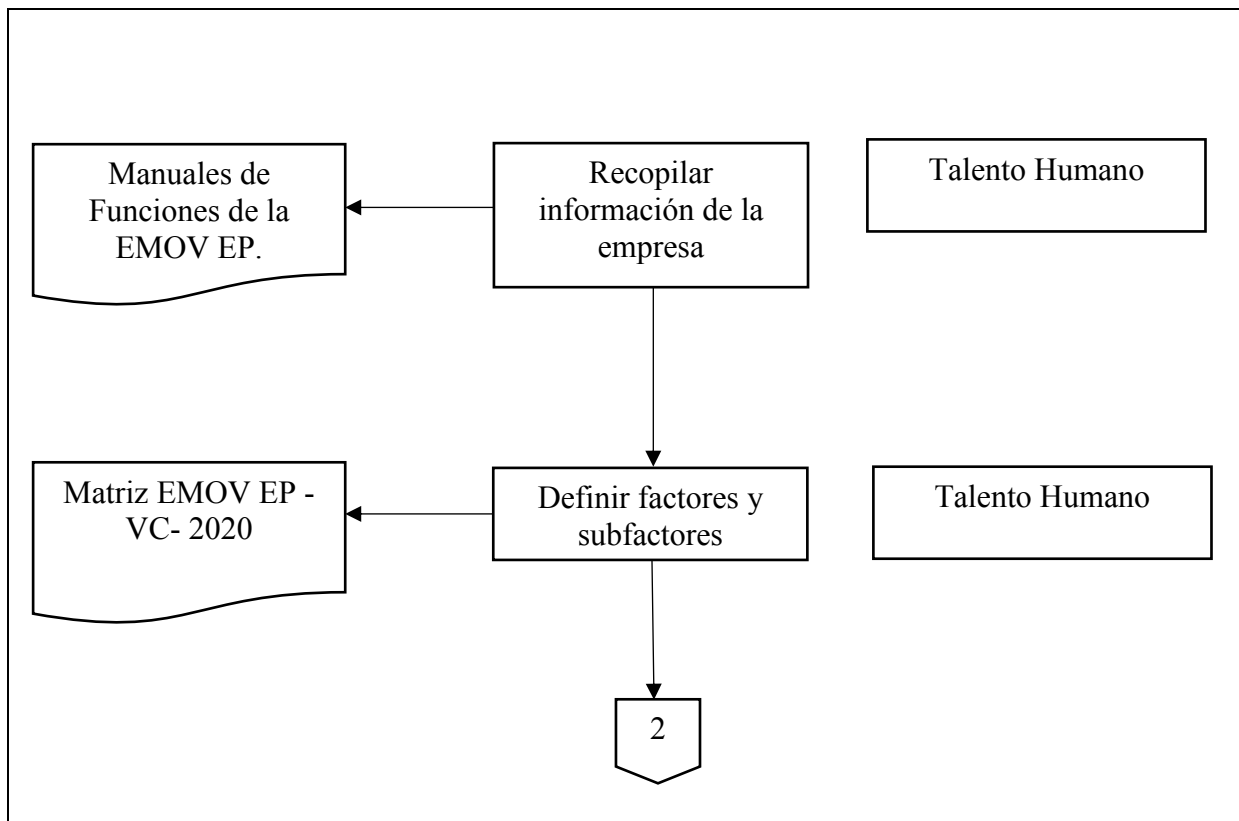 Manuales de
Funciones de la
EMOV EP.
Recopilar
información de la
empresa
Talento Humano
Matriz EMOV EP -
VC- 2020
Definir factores y
subfactores
Talento Humano
2